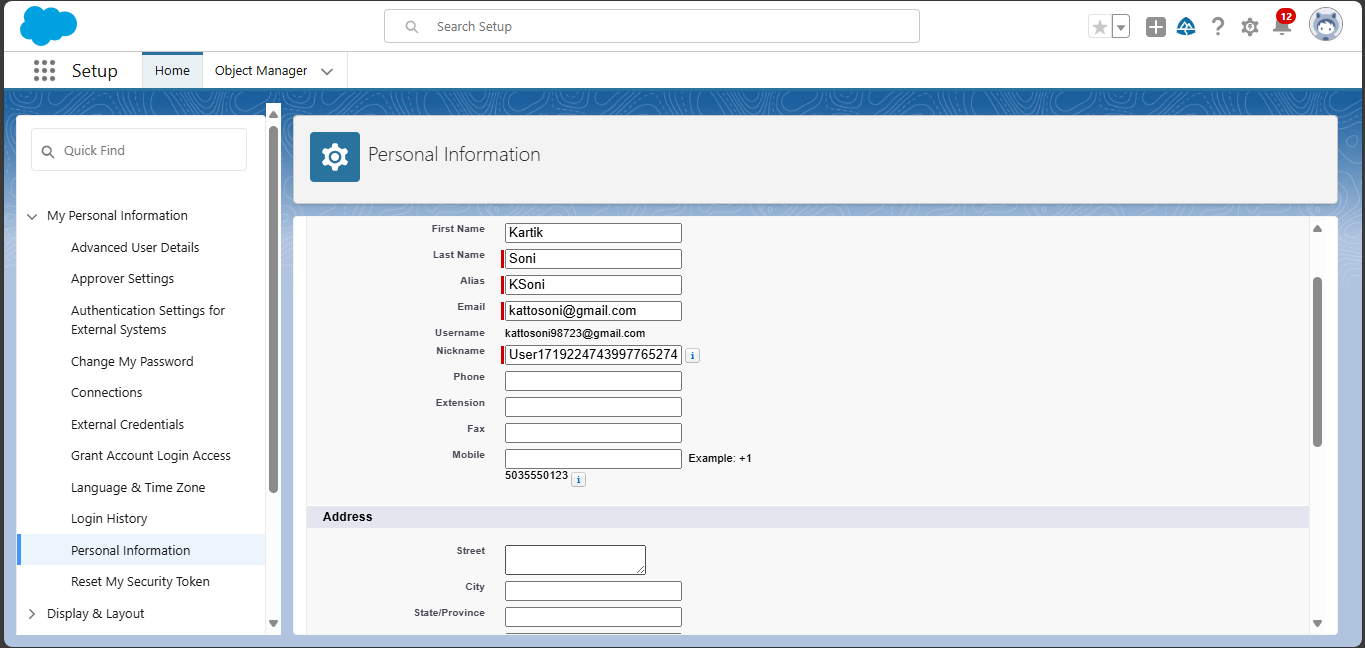 Search Setup
12
Setup
Home
Object Manager
Quick Find
My Personal Information
Advanced User Details
Approver Settings
Authentication Settings for
External Systems
Change My Password
Connections
External Credentials
Grant Account Login Access
Language & Time Zone
Login History
Personal Information
Reset My Security Token
Display & Layout
Personal Information
First Name Kartik
Last Name Soni
Alias KSoni
Email kattosoni@gmail.com
Username kattosoni98723@gmail.com
Nickname User1719224743997765274 i
Phone
Extension
Fax
Mobile Example: +1
5035550123 i
Address
Street
City
State/Province